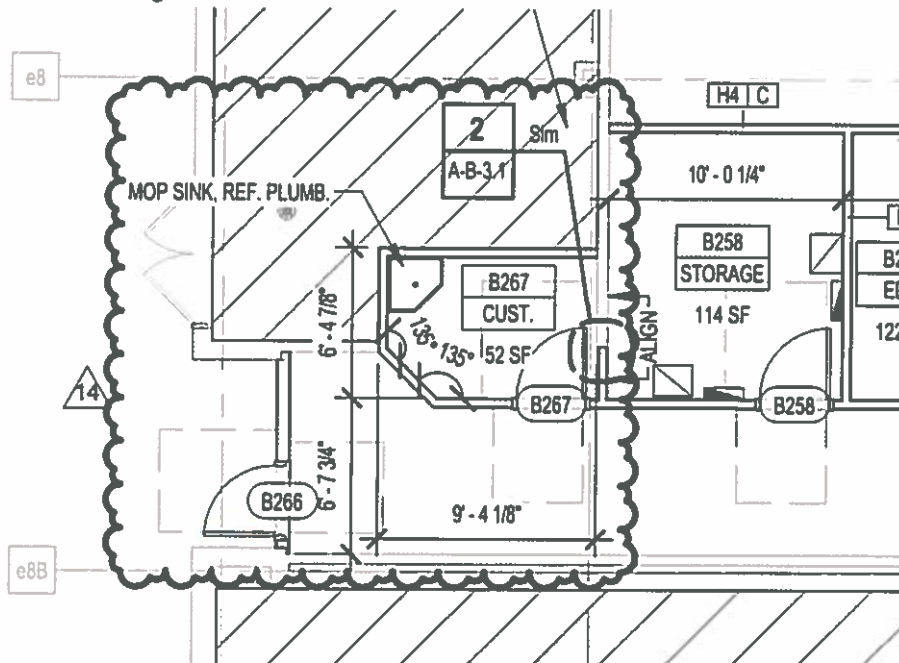 e8
H4 C
2
Sim
A-B-3.1
10' - 0 1/4"
MOP SINK, REF. PLUMB.
B258
STORAGE
114 SF
B267
CUST.
52 SF
6' - 4 7/8"
135°
135°
ALIGN
122
14
B267
B258
B266
6' - 7 3/4"
9' - 4 1/8"
e8B